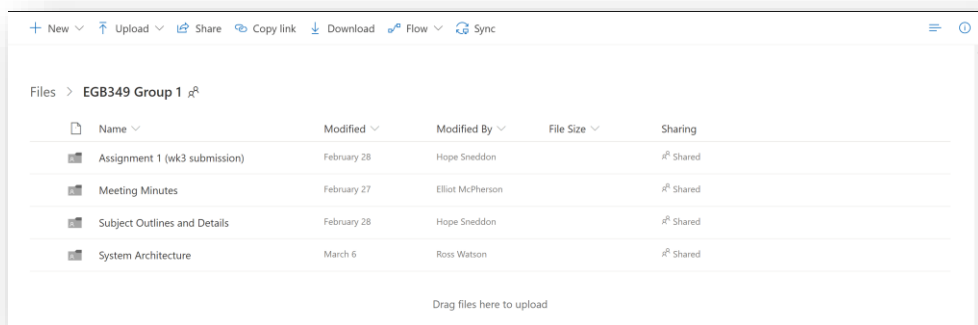 New Upload Share Copy link Download Flow Sync
Files > EGB349 Group 1
Name Modified Modified By File Size Sharing
Assignment 1 (wk3 submission) February 28 Hope Sneddon Shared
Meeting Minutes February 27 Elliot McPherson Shared
Subject Outlines and Details February 28 Hope Sneddon Shared
System Architecture March 6 Ross Watson Shared
Drag files here to upload